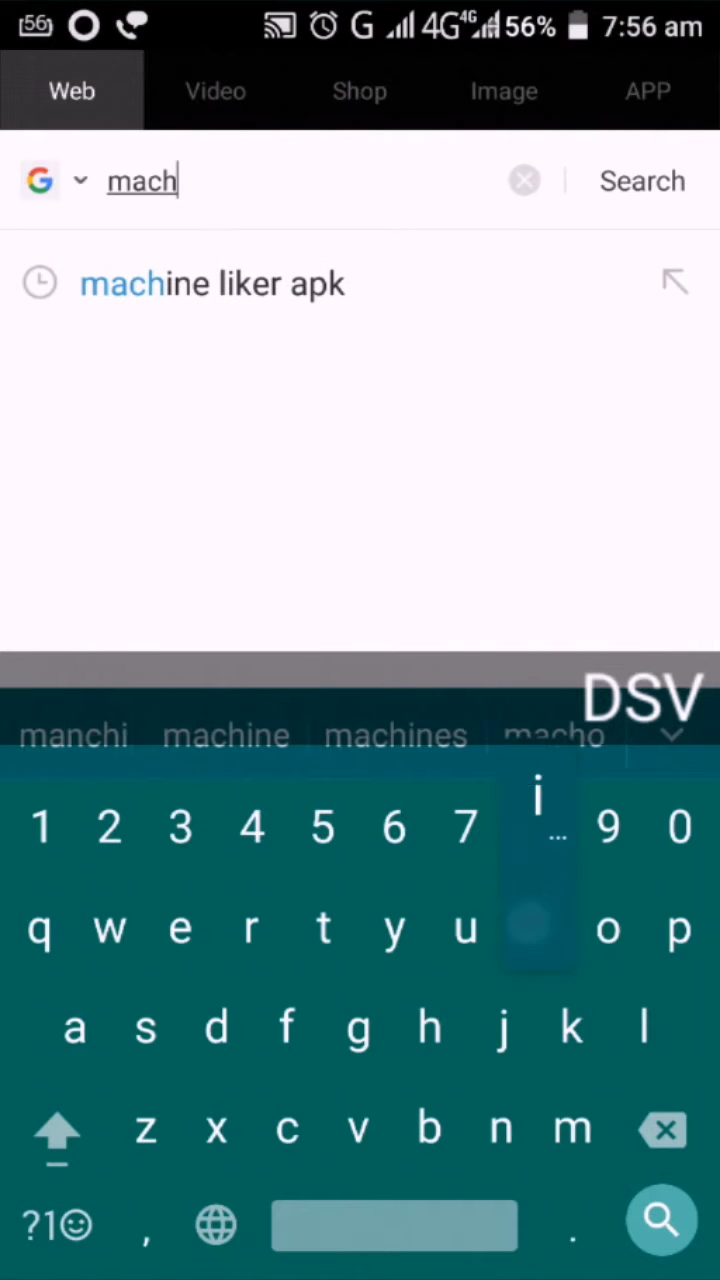 56 G 4G 4G 56% 7:56 am
Web Video Shop Image APP
G mach Search
machine liker apk
DSV
manchi machine machines macho
i
...
1 2 3 4 5 6 7 9 0
q w e r t y u o p
a s d f g h j k l
z x c v b n m
?1☺ , .